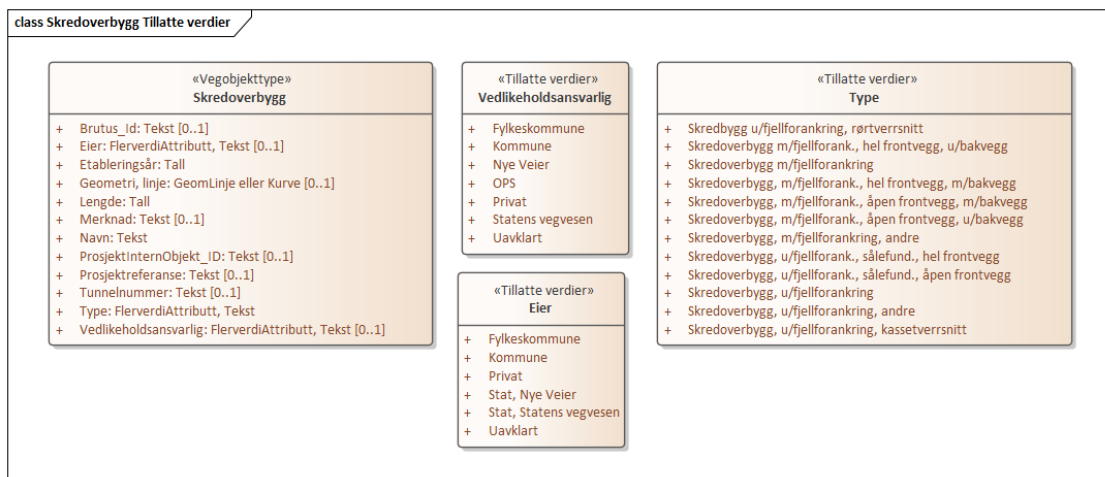 class Skredoverbygg Tillatte verdier
«Vegobjekttype»
Skredoverbygg
+ Brutus_Id: Tekst [0..1]
+ Eier: FlerverdiAttributt, Tekst [0..1]
+ Etableringsår: Tall
+ Geometri, linje: GeomLinje eller Kurve [0..1]
+ Lengde: Tall
+ Merknad: Tekst [0..1]
+ Navn: Tekst
+ ProsjektInternObjekt_ID: Tekst [0..1]
+ Prosjektreferanse: Tekst [0..1]
+ Tunnelnummer: Tekst [0..1]
+ Type: FlerverdiAttributt, Tekst
+ Vedlikeholdsansvarlig: FlerverdiAttributt, Tekst [0..1]
«Tillatte verdier»
Vedlikeholdsansvarlig
+ Fylkeskommune
+ Kommune
+ Nye Veier
+ OPS
+ Privat
+ Statens vegvesen
+ Uavklart
«Tillatte verdier»
Eier
+ Fylkeskommune
+ Kommune
+ Privat
+ Stat, Nye Veier
+ Stat, Statens vegvesen
+ Uavklart
«Tillatte verdier»
Type
+ Skredbygg u/fjellforankring, rørtverrsnitt
+ Skredoverbygg m/fjellforank., hel frontvegg, u/bakvegg
+ Skredoverbygg m/fjellforankring
+ Skredoverbygg, m/fjellforank., hel frontvegg, m/bakvegg
+ Skredoverbygg, m/fjellforank., åpen frontvegg, m/bakvegg
+ Skredoverbygg, m/fjellforank., åpen frontvegg, u/bakvegg
+ Skredoverbygg, m/fjellforankring, andre
+ Skredoverbygg, u/fjellforank., sålefund., hel frontvegg
+ Skredoverbygg, u/fjellforank., sålefund., åpen frontvegg
+ Skredoverbygg, u/fjellforankring
+ Skredoverbygg, u/fjellforankring, andre
+ Skredoverbygg, u/fjellforankring, kassetverrsnitt